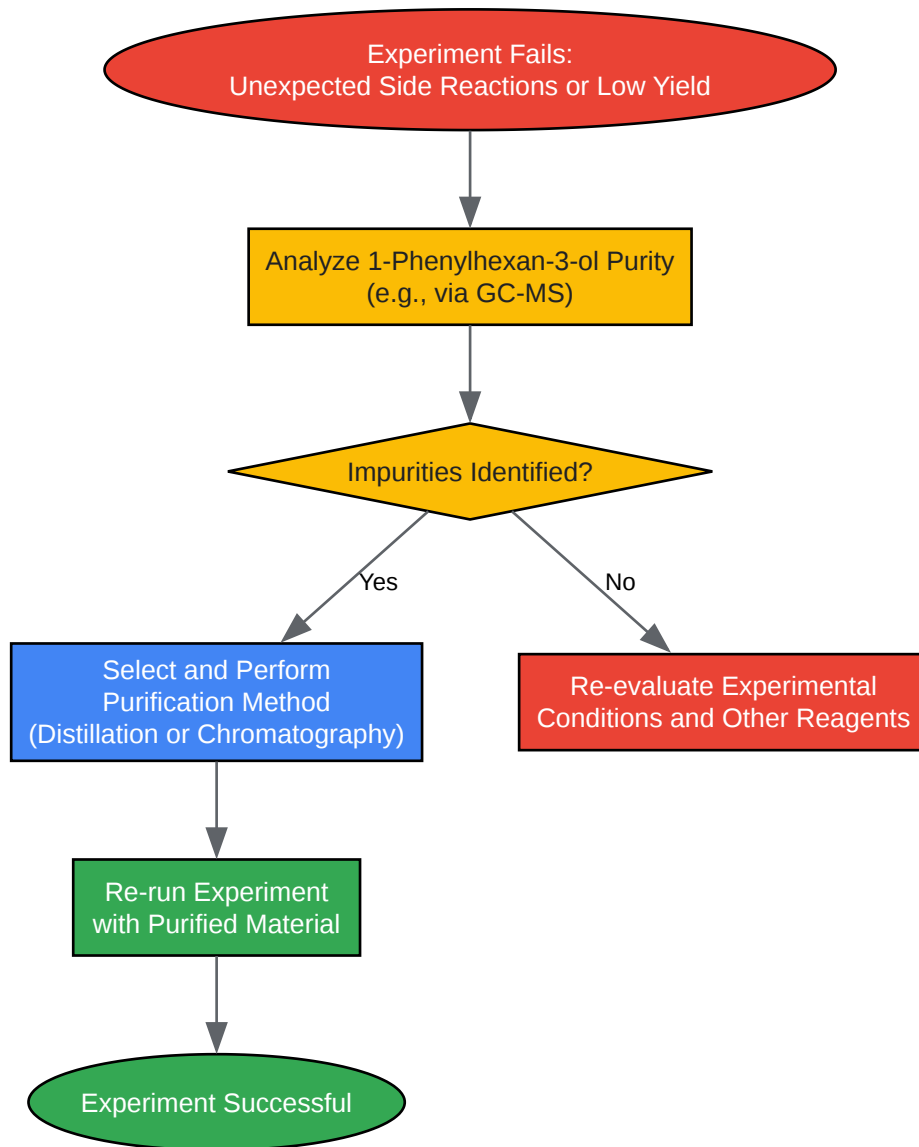 Experiment Fails:
Unexpected Side Reactions or Low Yield
Analyze 1-Phenylhexan-3-ol Purity
(e.g., via GC-MS)
Impurities Identified?
Yes
No
Select and Perform
Purification Method
(Distillation or Chromatography)
Re-evaluate Experimental
Conditions and Other Reagents
Re-run Experiment
with Purified Material
Experiment Successful